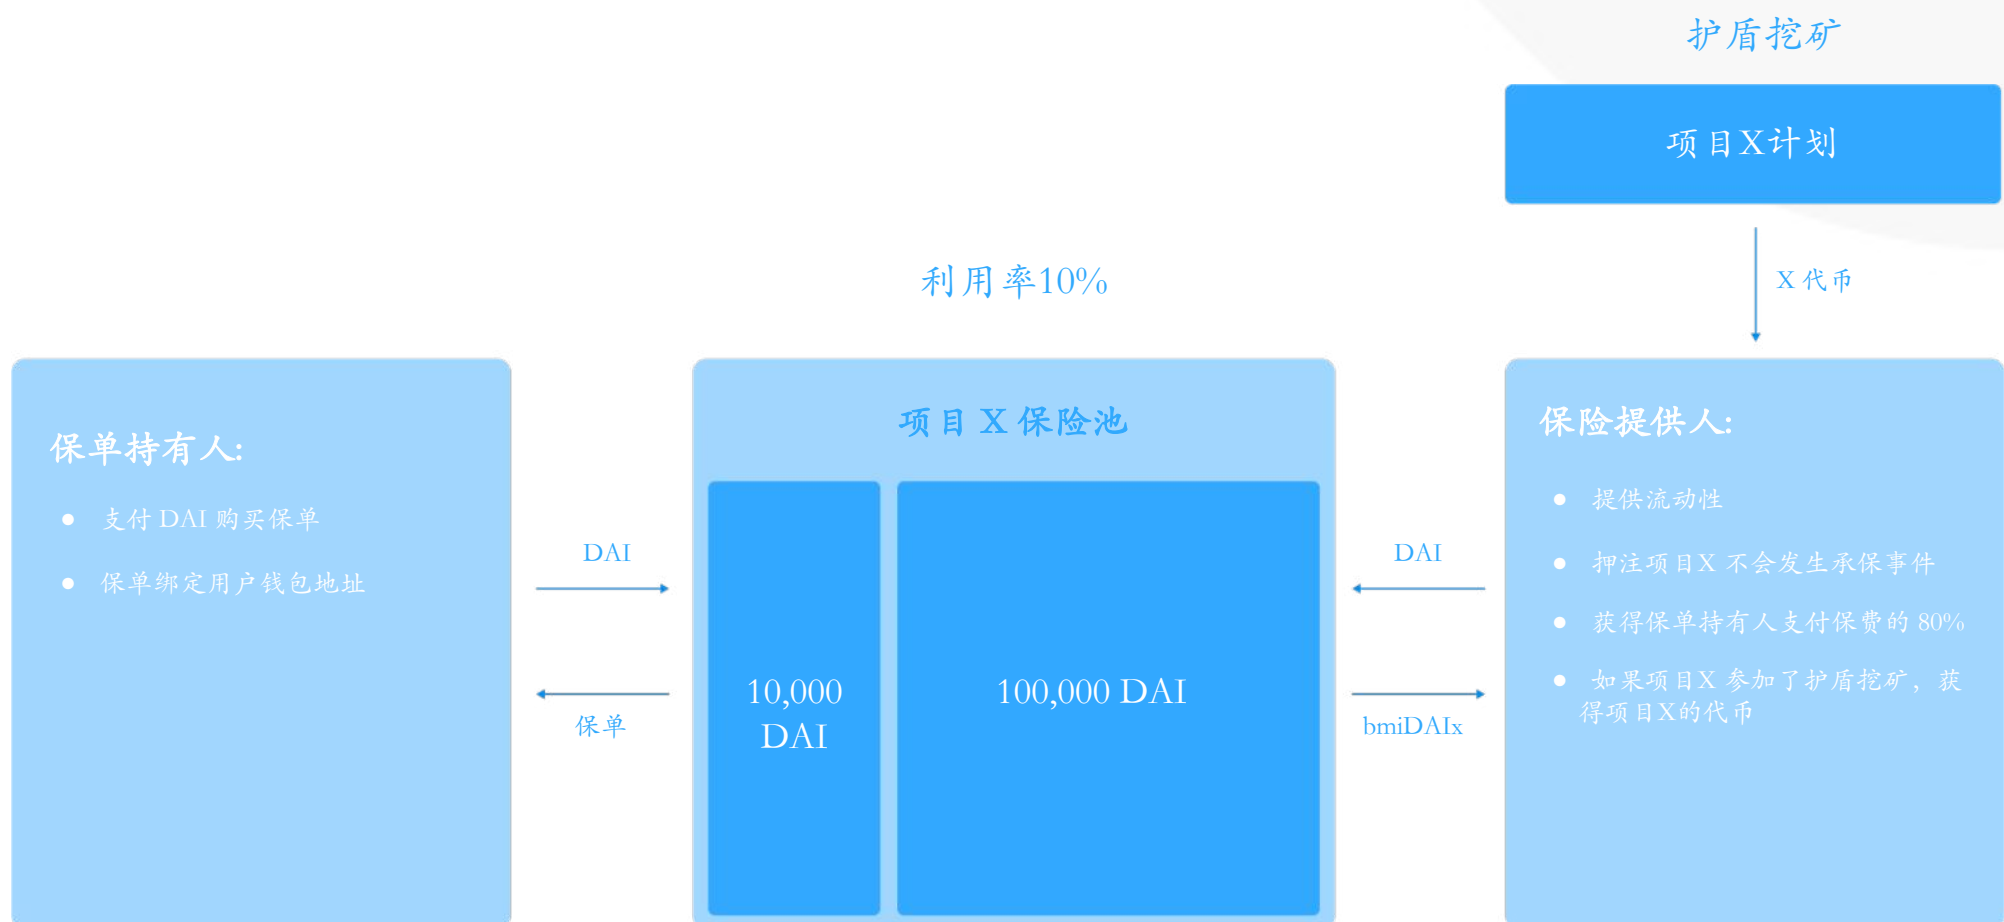 护盾挖矿
项目X计划
X 代币
利用率10%
保单持有人:
支付 DAI 购买保单
保单绑定用户钱包地址
DAI
保单
项目 X 保险池
10,000
DAI
100,000 DAI
DAI
bmiDAIx
保险提供人:
提供流动性
押注项目X 不会发生承保事件
获得保单持有人支付保费的 80%
如果项目X 参加了护盾挖矿，获
得项目X的代币